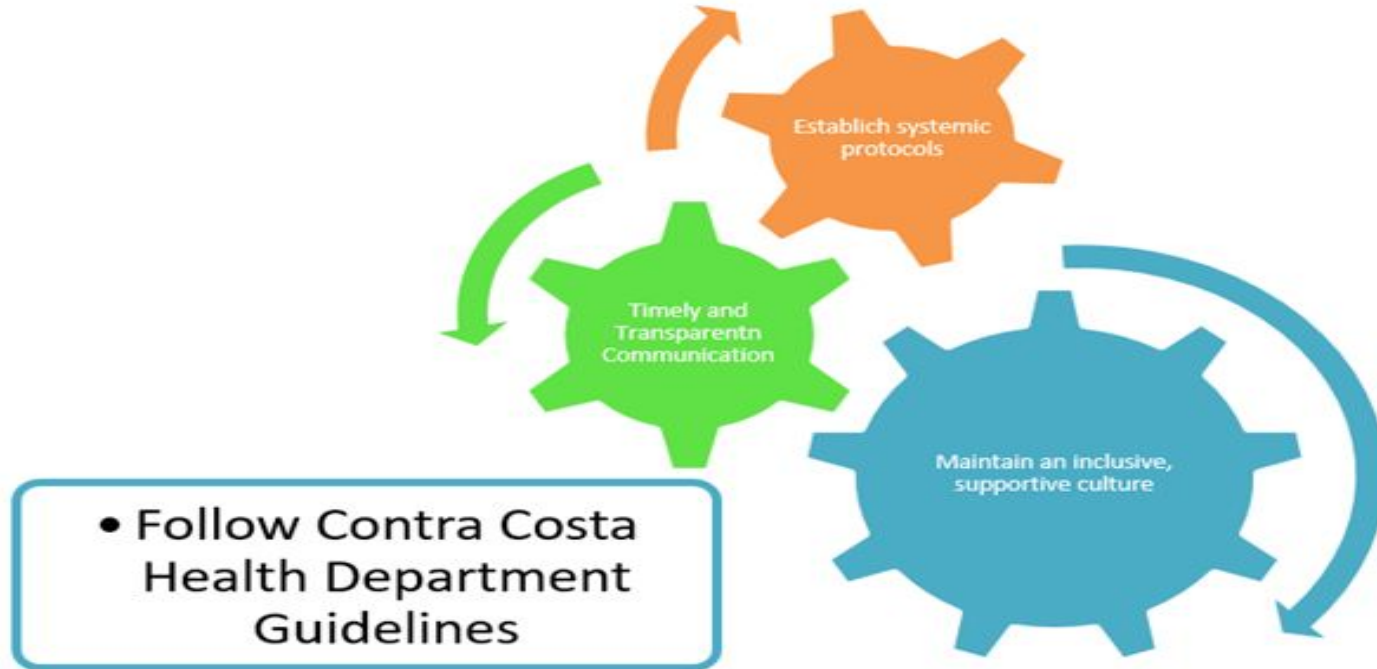 Establich systemic
protocols
Timely and
Transparentn
Communication
Maintain an inclusive,
supportive culture
• Follow Contra Costa
Health Department
Guidelines